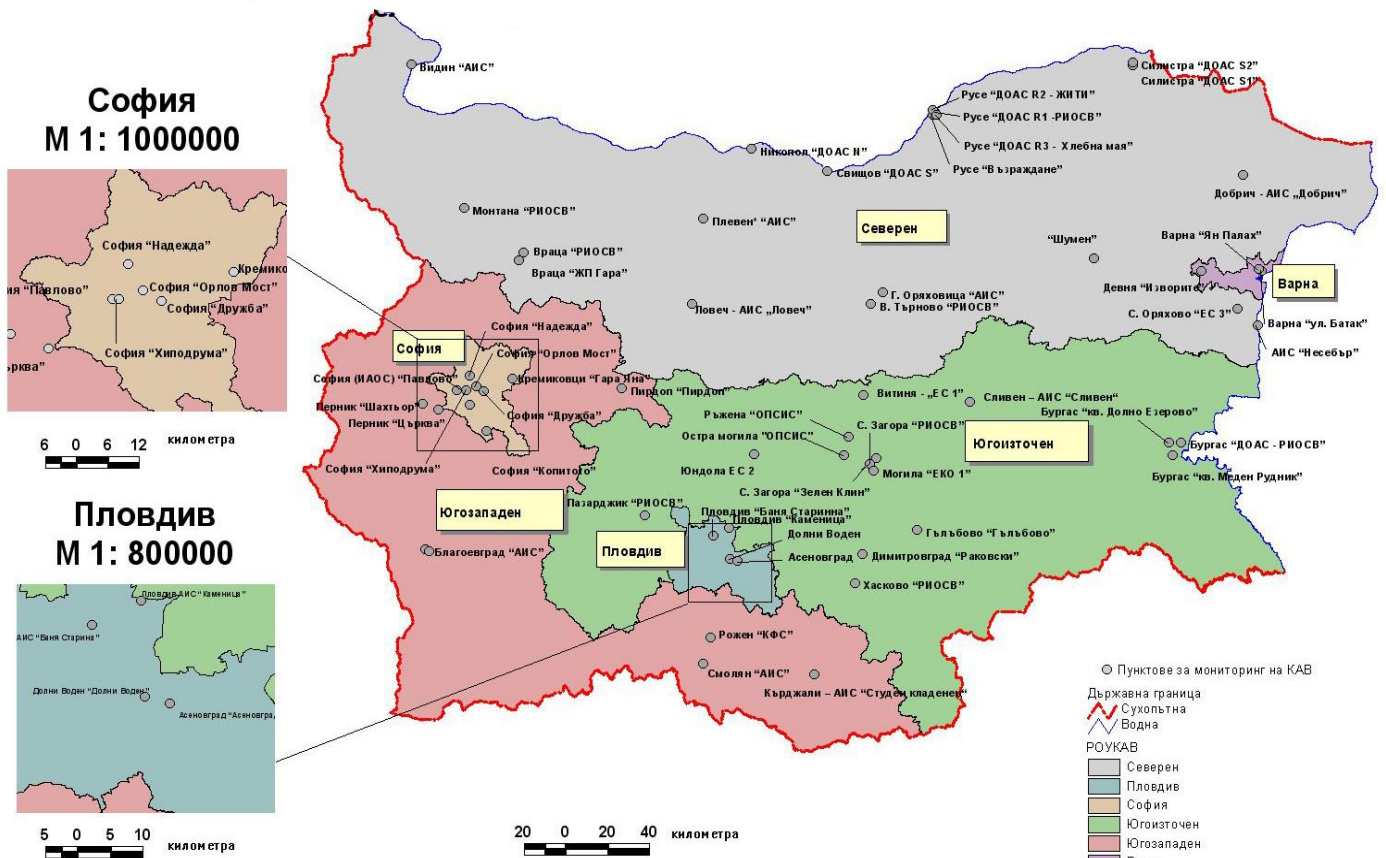 София
М 1: 1000000
София “Надежда”
Кремико
ия “Павлово”
София “Орлов Мост”
София “Дружба”
София “Хиподрума”
ърква”
6 0 6 12 километра
Пловдив
М 1: 800000
Пловдив АИС “Каменица”
АИС “Баня Старина”
Долни Воден “Долни Воден”
Асеновград “Асеновград
5 0 5 10 километра
Видин “АИС”
Силистра “ДОАС S2”
Силистра “ДОАС S1”
Русе “ДОАС R2 - ЖИТИ”
Русе “ДОАС R1 -РИОСВ”
Русе “ДОАС R3 - Хлебна мая”
Русе “Възраждане”
Никопол “ДОАС N”
Свищов “ДОАС S”
Добрич - АИС „Добрич”
Монтана “РИОСВ”
Плевен‘ “АИС”
Северен
“Шумен”
Варна “Ян Палах”
Враца “РИОСВ”
Враца “ЖП Гара”
Девня “Изворите”
Варна
Г. Оряховица “АИС”
В. Търново “РИОСВ”
Ловеч - АИС „Ловеч”
С. Оряхово “ЕС 3”
Варна “ул. Батак”
АИС “Несебър”
София “Надежда”
София
София “Орлов Мост”
София (ИАОС) “Павлово”
Кремиковци “Гара Яна”
Пирдоп “Пирдоп”
Перник “Шахтьор”
София “Дружба”
Перник “Църква”
София “Хиподрума”
София “Копитото”
Витиня - „ЕС 1”
Сливен – АИС “Сливен“
Бургас “кв. Долно Езерово”
Ръжена “ОПСИС”
С. Загора “РИОСВ”
Остра могила “ОПСИС”
Югоизточен
Бургас “ДОАС - РИОСВ”
Юндола ЕС 2
Могила “ЕКО 1”
Бургас “кв. Меден Рудник”
С. Загора “Зелен Клин”
Югозападен
Пазарджик “РИОСВ”
Пловдив “Баня Старинна”
Пловдив “Каменица”
Долни Воден
Гълъбово “Гълъбово”
Пловдив
Асеновград
Димитровград “Раковски”
Благоевград “АИС”
Хасково “РИОСВ”
Рожен “КФС”
Смолян “АИС”
Кърджали – АИС “Студен кладенец“
20 0 20 40 километра
Пунктове за мониторинг на КАВ
Държавна граница
Сухопътна
Водна
РОУКАВ
Северен
Пловдив
София
Югоизточен
Югозападен